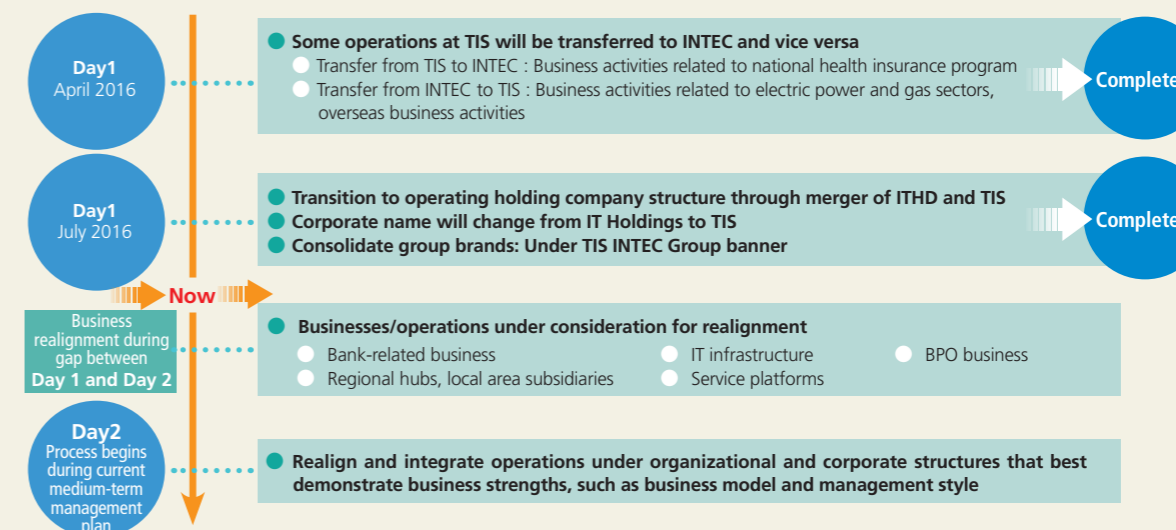 Day1
April 2016
Some operations at TIS will be transferred to INTEC and vice versa
Transfer from TIS to INTEC : Business activities related to national health insurance program
Transfer from INTEC to TIS : Business activities related to electric power and gas sectors,
overseas business activities
Complete
Day1
July 2016
Transition to operating holding company structure through merger of ITHD and TIS
Corporate name will change from IT Holdings to TIS
Consolidate group brands: Under TIS INTEC Group banner
Complete
Now
Business
realignment during
gap between
Day 1 and Day 2
Businesses/operations under consideration for realignment
Bank-related business
IT infrastructure
BPO business
Regional hubs, local area subsidiaries
Service platforms
Day2
Process begins
during current
medium-term
management
plan
Realign and integrate operations under organizational and corporate structures that best
demonstrate business strengths, such as business model and management style